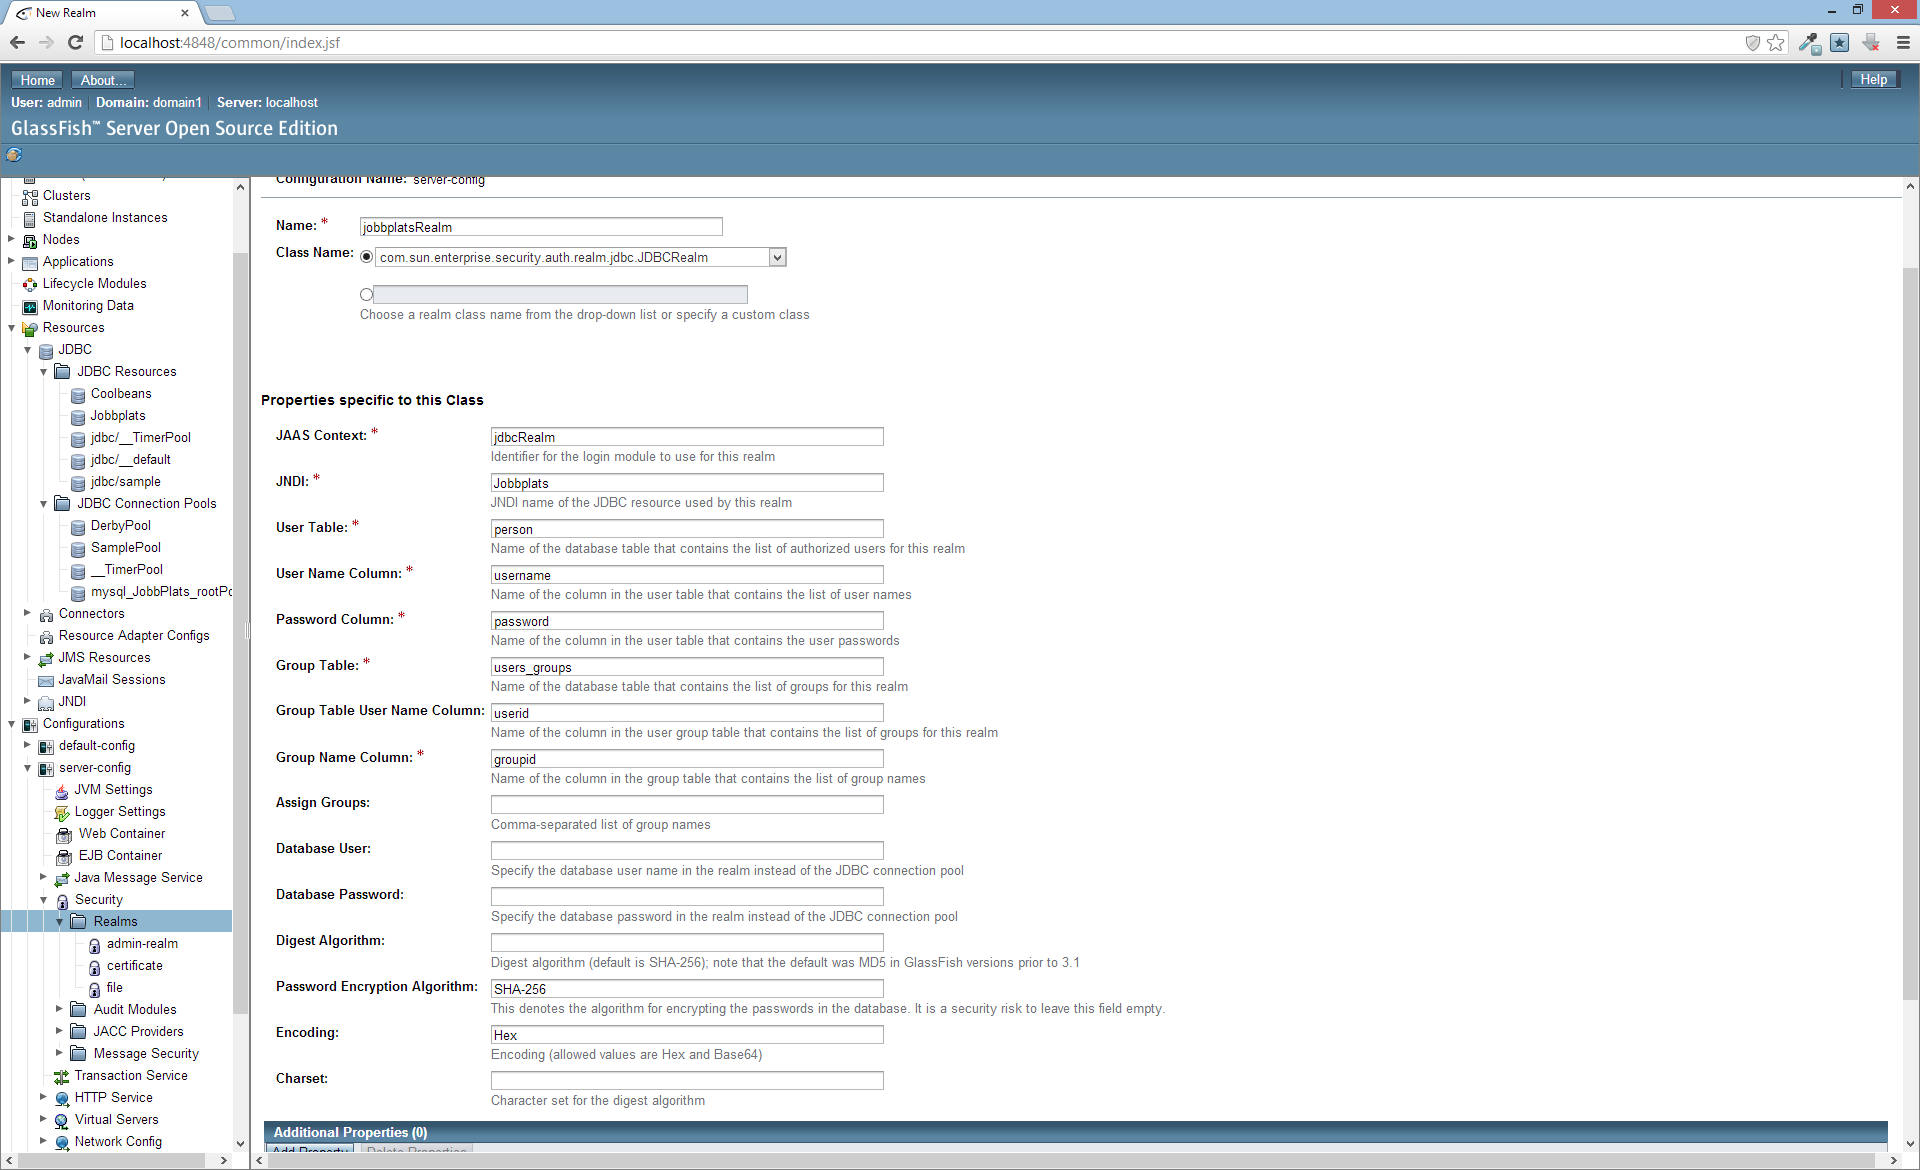 New Realm
localhost:4848/common/index.jsf
Home About... Help
User: admin Domain: domain1 Server: localhost
GlassFish™ Server Open Source Edition
Clusters
Standalone Instances
Nodes
Applications
Lifecycle Modules
Monitoring Data
Resources
JDBC
JDBC Resources
Coolbeans
Jobbplats
jdbc/__TimerPool
jdbc/__default
jdbc/sample
JDBC Connection Pools
DerbyPool
SamplePool
__TimerPool
mysql_JobbPlats_rootPo
Connectors
Resource Adapter Configs
JMS Resources
JavaMail Sessions
JNDI
Configurations
default-config
server-config
JVM Settings
Logger Settings
Web Container
EJB Container
Java Message Service
Security
Realms
admin-realm
certificate
file
Audit Modules
JACC Providers
Message Security
Transaction Service
HTTP Service
Virtual Servers
Network Config
Configuration Name: server-config
Name: * jobbplatsRealm
Class Name: com.sun.enterprise.security.auth.realm.jdbc.JDBCRealm
Choose a realm class name from the drop-down list or specify a custom class
Properties specific to this Class
JAAS Context: * jdbcRealm
Identifier for the login module to use for this realm
JNDI: * Jobbplats
JNDI name of the JDBC resource used by this realm
User Table: * person
Name of the database table that contains the list of authorized users for this realm
User Name Column: * username
Name of the column in the user table that contains the list of user names
Password Column: * password
Name of the column in the user table that contains the user passwords
Group Table: * users_groups
Name of the database table that contains the list of groups for this realm
Group Table User Name Column: userid
Name of the column in the user group table that contains the list of groups for this realm
Group Name Column: * groupid
Name of the column in the group table that contains the list of group names
Assign Groups:
Comma-separated list of group names
Database User:
Specify the database user name in the realm instead of the JDBC connection pool
Database Password:
Specify the database password in the realm instead of the JDBC connection pool
Digest Algorithm:
Digest algorithm (default is SHA-256); note that the default was MD5 in GlassFish versions prior to 3.1
Password Encryption Algorithm: SHA-256
This denotes the algorithm for encrypting the passwords in the database. It is a security risk to leave this field empty.
Encoding: Hex
Encoding (allowed values are Hex and Base64)
Charset:
Character set for the digest algorithm
Additional Properties (0)
Add Property Delete Properties